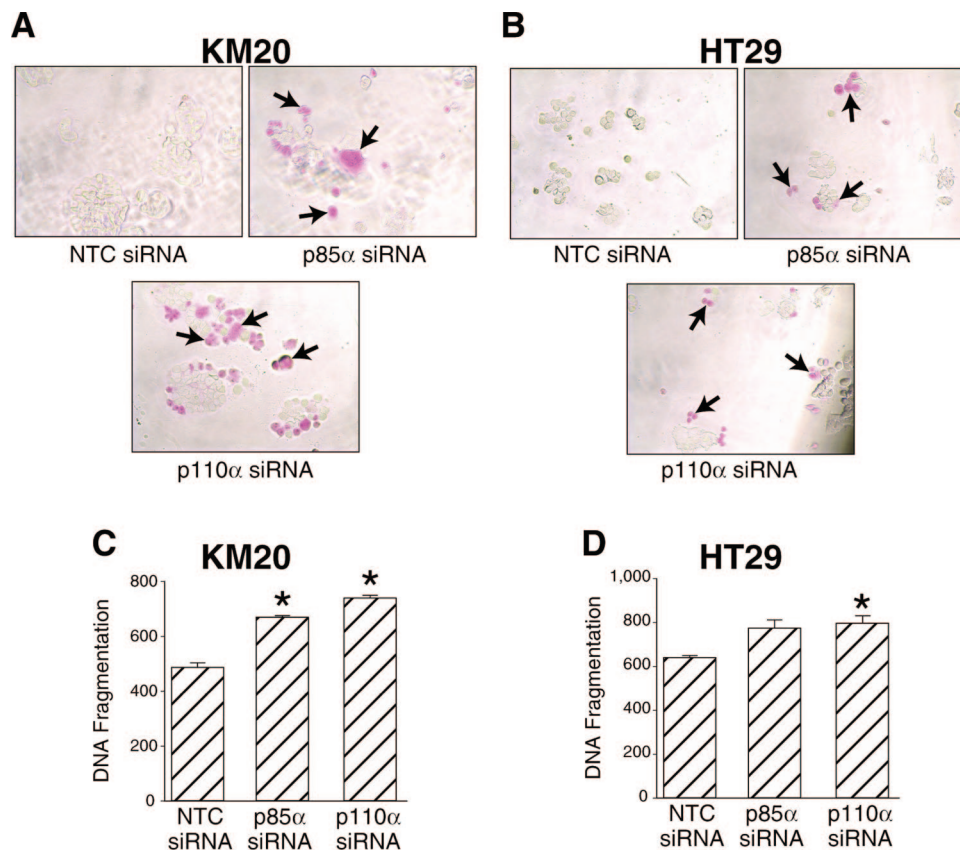 A
KM20
NTC siRNA
p85α siRNA
p110α siRNA
B
HT29
NTC siRNA
p85α siRNA
p110α siRNA
C
KM20
DNA Fragmentation
800
600
400
200
0
*
*
NTC siRNA
p85α siRNA
p110α siRNA
D
HT29
DNA Fragmentation
1,000
800
600
400
200
0
*
NTC siRNA
p85α siRNA
p110α siRNA